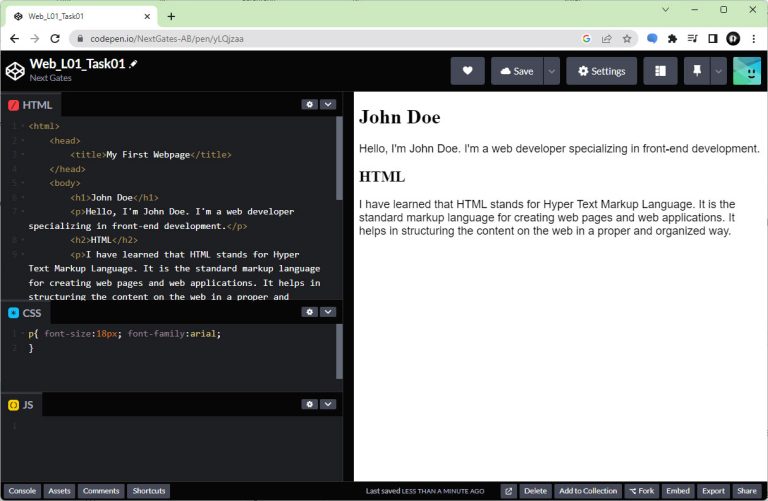 Web_L01_Task01
codepen.io/NextGates-AB/pen/yLQjzaa
Web_L01_Task01
Next Gates
Save
Settings
HTML
1 <html>
2 <head>
3 <title>My First Webpage</title>
4 </head>
5 <body>
6 <h1>John Doe</h1>
7 <p>Hello, I'm John Doe. I'm a web developer
specializing in front-end development.</p>
8 <h2>HTML</h2>
9 <p>I have learned that HTML stands for Hyper
Text Markup Language. It is the standard markup language
for creating web pages and web applications. It helps in
structuring the content on the web in a proper and
CSS
1 p{ font-size:18px; font-family:arial;
2 }
JS
1
John Doe
Hello, I'm John Doe. I'm a web developer specializing in front-end development.
HTML
I have learned that HTML stands for Hyper Text Markup Language. It is the
standard markup language for creating web pages and web applications. It
helps in structuring the content on the web in a proper and organized way.
Console Assets Comments Shortcuts
Last saved LESS THAN A MINUTE AGO
Delete Add to Collection Fork Embed Export Share